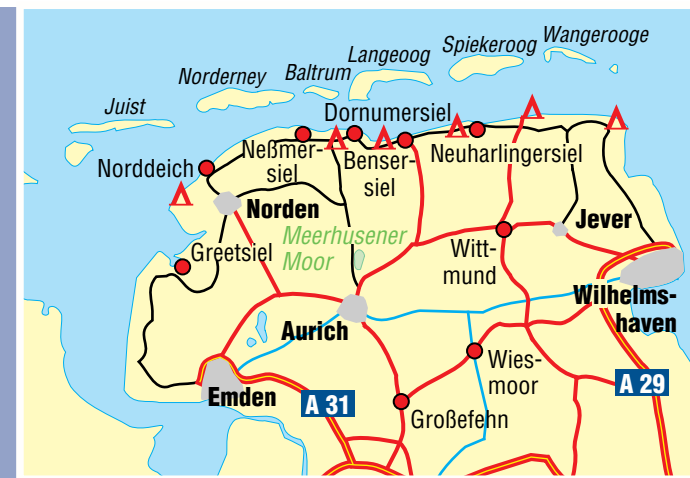 Wangerooge
Spiekeroog
Langeoog
Baltrum
Norderney
Juist
Dornumersiel
Neßmer-
siel
Benser-
siel
Neuharlingersiel
Norddeich
Norden
Jever
Meerhusener
Moor
Greetsiel
Witt-
mund
Wilhelms-
haven
Aurich
Wies-
moor
Emden
A 31
A 29
Großefehn